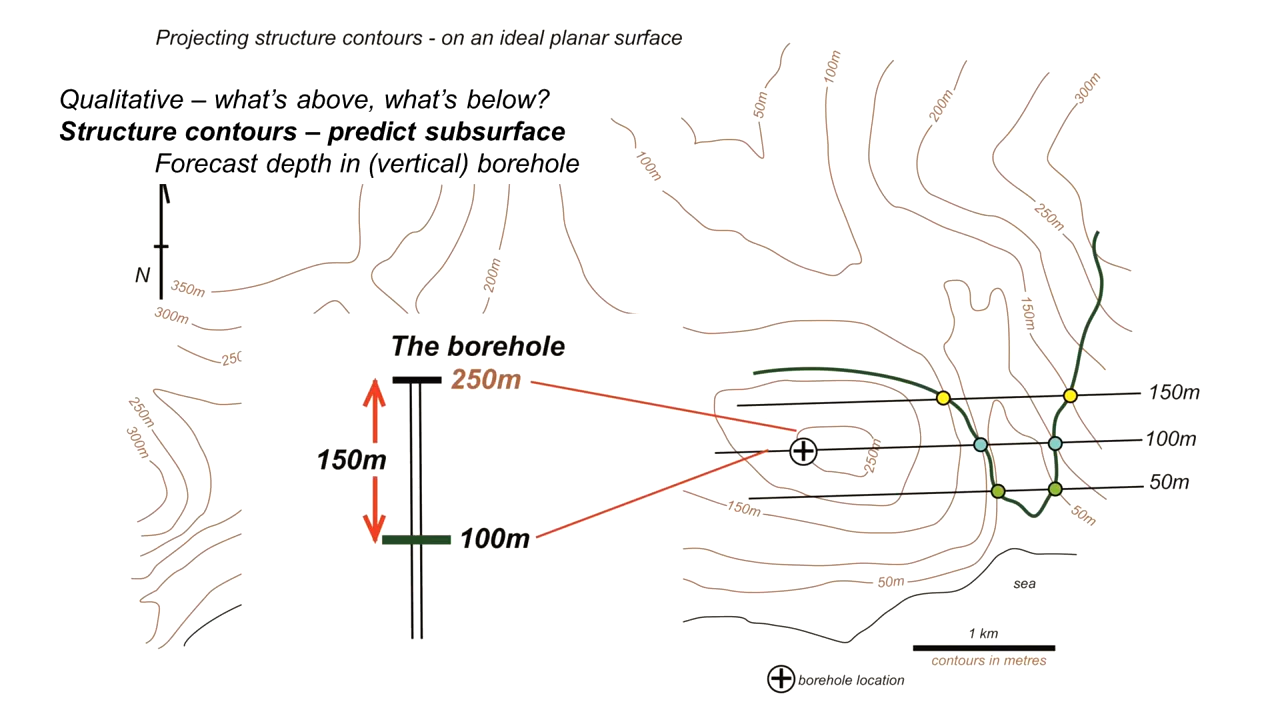 Projecting structure contours - on an ideal planar surface
Qualitative – what's above, what's below?
Structure contours – predict subsurface
Forecast depth in (vertical) borehole
N
350m
300m
250
250m
300m
200m
The borehole
250m
150m
100m
100m
50m
100m
200m
300m
250m
150m
250m
150m
50m
50m
150m
100m
50m
sea
1 km
contours in metres
borehole location